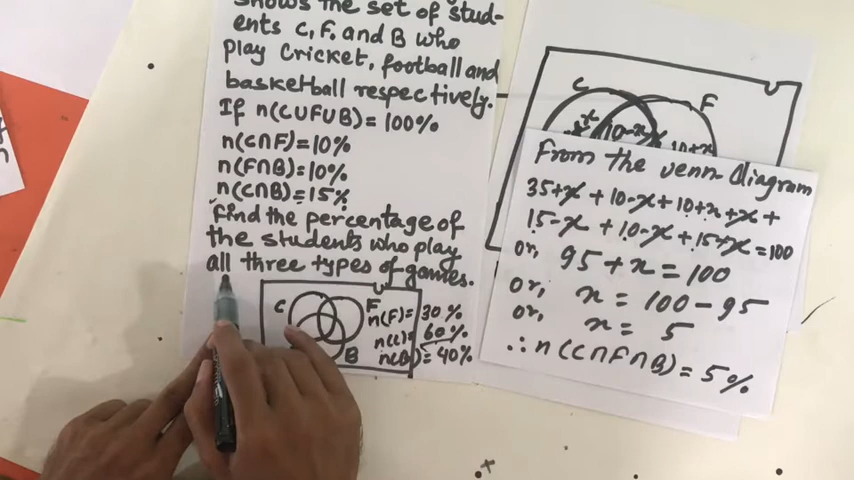 shows the set of stud-
ents C, F. and B who
play Cricket, football and
basketball respectively.
If n(C∪F∪B) = 100%
n(C∩F) = 10%
n(F∩B) = 10%
n(C∩B) = 15%
Find the percentage of
the students who play
all three types of games.
C F
B
n(F) = 30%
n(C) = 60%
n(B) = 40%
C F
10-x 10+x
From the venn diagram
35+x + 10-x + 10+x + x +
15-x + 10-x + 15+x = 100
or, 95 + x = 100
or, x = 100 - 95
or, x = 5
∴ n(C∩F∩B) = 5%